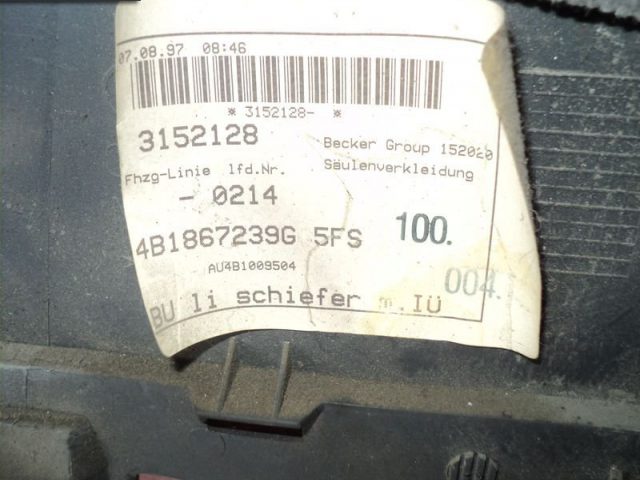 07.08.97 08:46
* 3152128- *
3152128 Becker Group 152020
Fhzg-Linie lfd.Nr. Säulenverkleidung
- 0214
4B1867239G 5FS 100.
AU4B1009504
004.
BU li schiefer m.IÜ